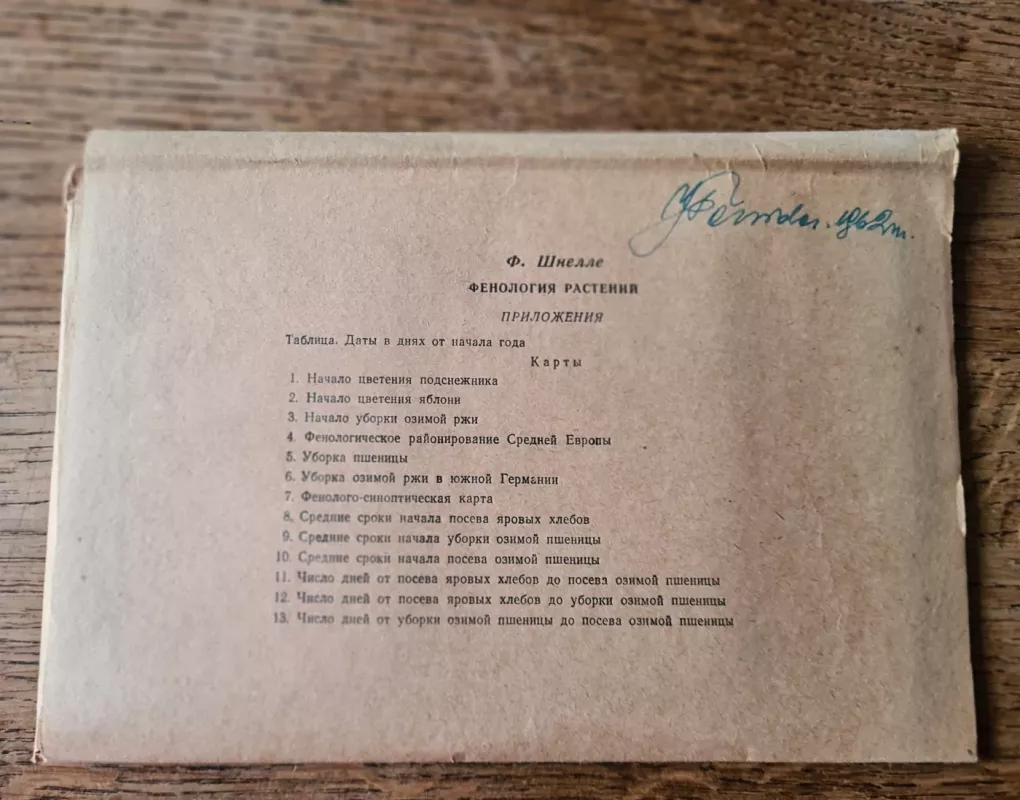 1962
Ф. Шнелле
ФЕНОЛОГИЯ РАСТЕНИЙ
ПРИЛОЖЕНИЯ
Таблица. Даты в днях от начала года
Карты
1. Начало цветения подснежника
2. Начало цветения яблони
3. Начало уборки озимой ржи
4. Фенологическое районирование Средней Европы
5. Уборка пшеницы
6. Уборка озимой ржи в южной Германии
7. Фенолого-синоптическая карта
8. Средние сроки начала посева яровых хлебов
9. Средние сроки начала уборки озимой пшеницы
10. Средние сроки начала посева озимой пшеницы
11. Число дней от посева яровых хлебов до посева озимой пшеницы
12. Число дней от посева яровых хлебов до уборки озимой пшеницы
13. Число дней от уборки озимой пшеницы до посева озимой пшеницы